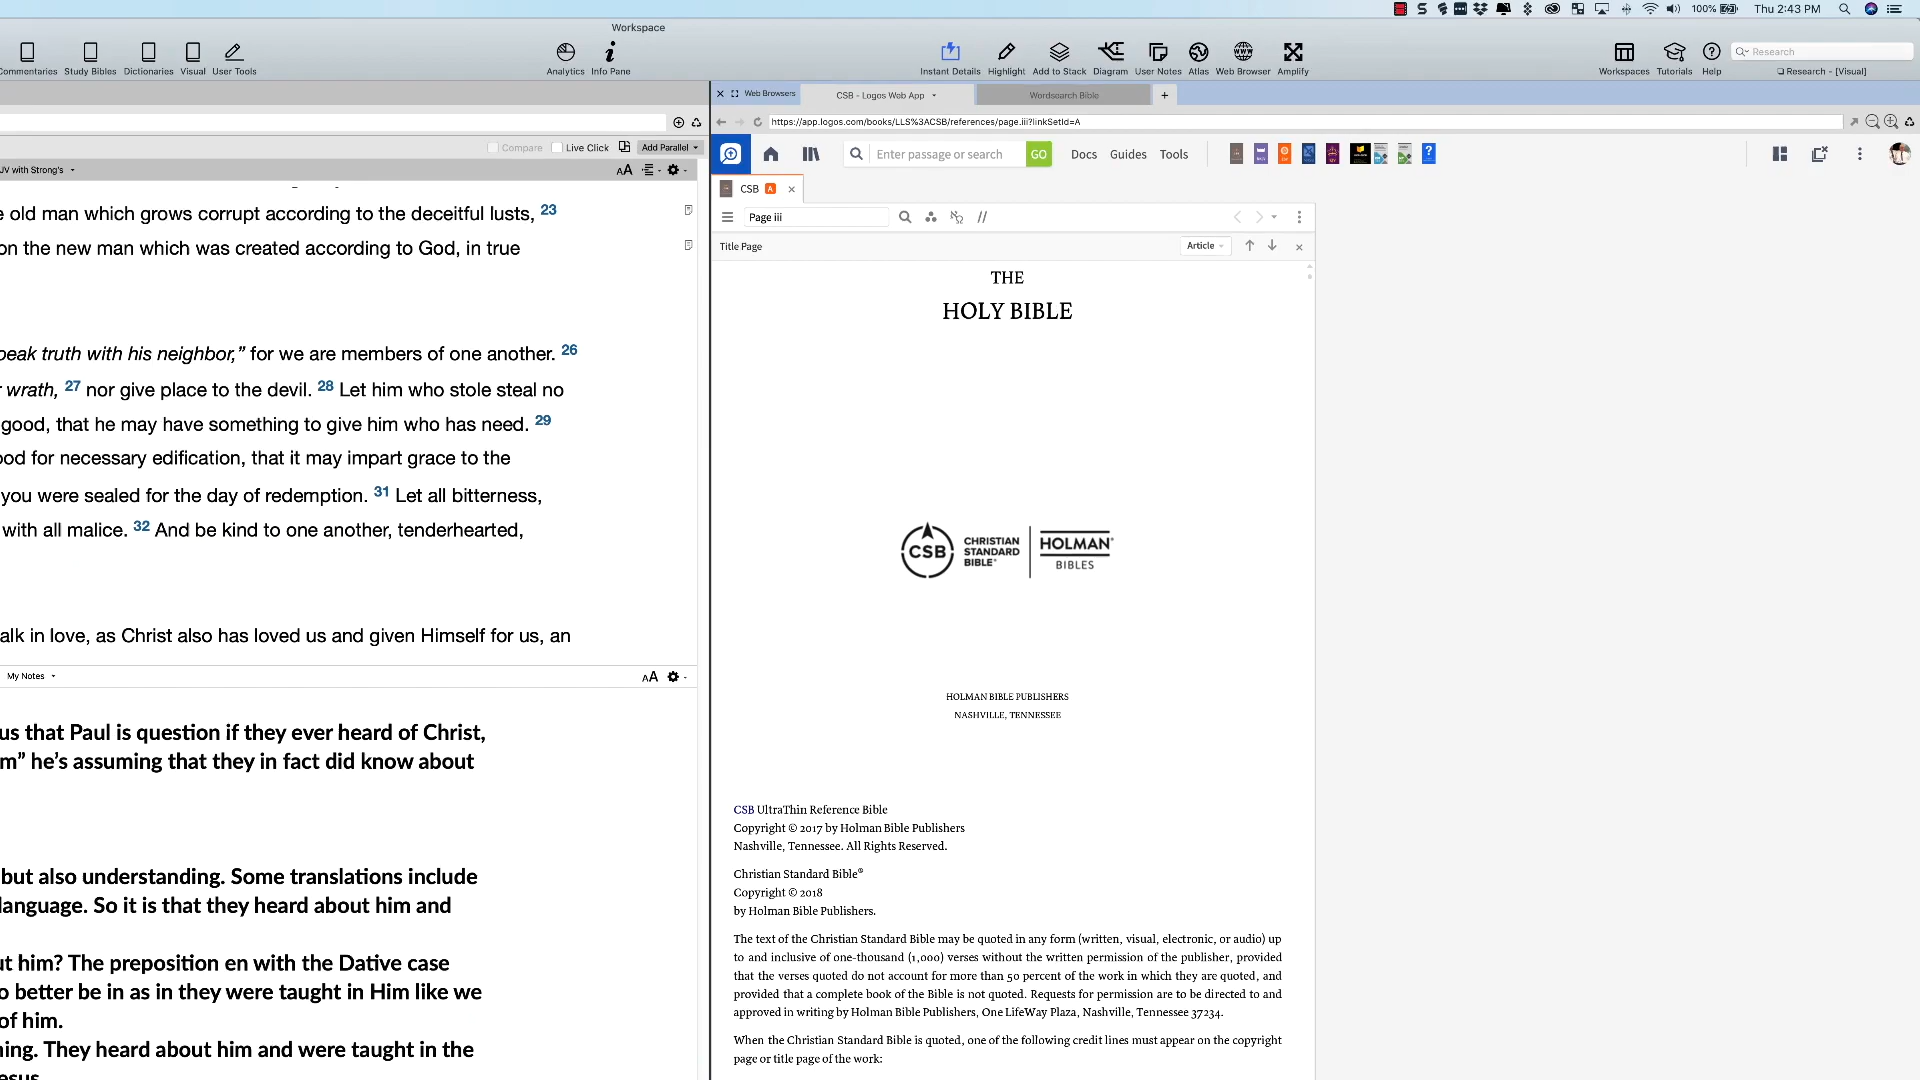 100% Thu 2:43 PM
Workspace
Commentaries Study Bibles Dictionaries Visual User Tools Analytics Info Pane Instant Details Highlight Add to Stack Diagram User Notes Atlas Web Browser Amplify Workspaces Tutorials Help Research
Research - [Visual]
Web Browsers CSB - Logos Web App Wordsearch Bible +
https://app.logos.com/books/LLS%3ACSB/references/page.iii?linkSetId=A
Compare Live Click Add Parallel
JV with Strong's
AA
e old man which grows corrupt according to the deceitful lusts, 23
on the new man which was created according to God, in true
peak truth with his neighbor,” for we are members of one another. 26
wrath, 27 nor give place to the devil. 28 Let him who stole steal no
good, that he may have something to give him who has need. 29
ood for necessary edification, that it may impart grace to the
you were sealed for the day of redemption. 31 Let all bitterness,
with all malice. 32 And be kind to one another, tenderhearted,
alk in love, as Christ also has loved us and given Himself for us, an
My Notes
AA
us that Paul is question if they ever heard of Christ,
m” he’s assuming that they in fact did know about
but also understanding. Some translations include
language. So it is that they heard about him and
ut him? The preposition en with the Dative case
o better be in as in they were taught in Him like we
of him.
ning. They heard about him and were taught in the
esus.
Enter passage or search GO Docs Guides Tools
CSB A
Page iii
Title Page Article
THE
HOLY BIBLE
CSB CHRISTIAN STANDARD BIBLE® HOLMAN® BIBLES
HOLMAN BIBLE PUBLISHERS
NASHVILLE, TENNESSEE
CSB UltraThin Reference Bible
Copyright © 2017 by Holman Bible Publishers
Nashville, Tennessee. All Rights Reserved.
Christian Standard Bible®
Copyright © 2018
by Holman Bible Publishers.
The text of the Christian Standard Bible may be quoted in any form (written, visual, electronic, or audio) up
to and inclusive of one-thousand (1,000) verses without the written permission of the publisher, provided
that the verses quoted do not account for more than 50 percent of the work in which they are quoted, and
provided that a complete book of the Bible is not quoted. Requests for permission are to be directed to and
approved in writing by Holman Bible Publishers, One LifeWay Plaza, Nashville, Tennessee 37234.
When the Christian Standard Bible is quoted, one of the following credit lines must appear on the copyright
page or title page of the work: